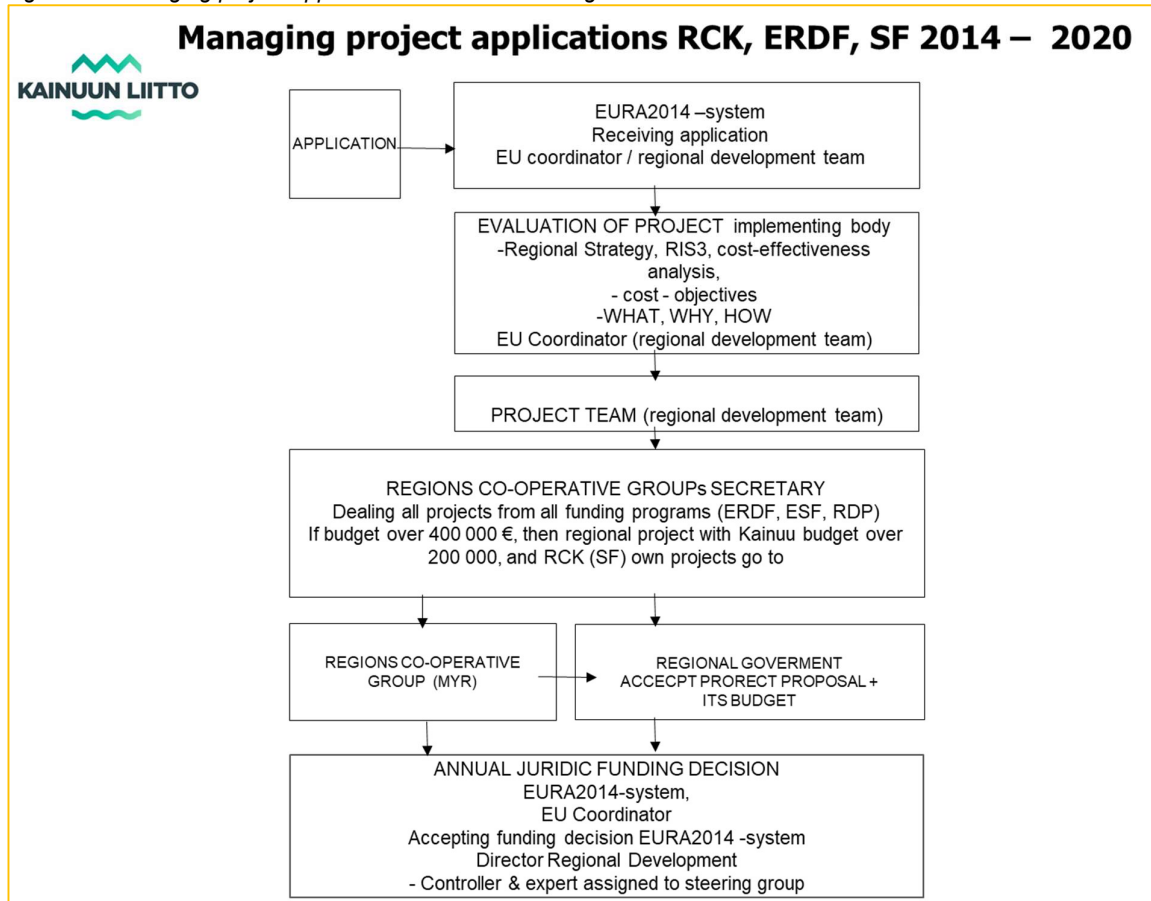 Managing project applications RCK, ERDF, SF 2014 – 2020
KAINUUN LIITTO
APPLICATION
EURA2014 –system
Receiving application
EU coordinator / regional development team
EVALUATION OF PROJECT implementing body
-Regional Strategy, RIS3, cost-effectiveness
analysis,
- cost - objectives
-WHAT, WHY, HOW
EU Coordinator (regional development team)
PROJECT TEAM (regional development team)
REGIONS CO-OPERATIVE GROUPs SECRETARY
Dealing all projects from all funding programs (ERDF, ESF, RDP)
If budget over 400 000 €, then regional project with Kainuu budget over
200 000, and RCK (SF) own projects go to
REGIONS CO-OPERATIVE
GROUP (MYR)
REGIONAL GOVERMENT
ACCECPT PRORECT PROPOSAL +
ITS BUDGET
ANNUAL JURIDIC FUNDING DECISION
EURA2014-system,
EU Coordinator
Accepting funding decision EURA2014 -system
Director Regional Development
- Controller & expert assigned to steering group